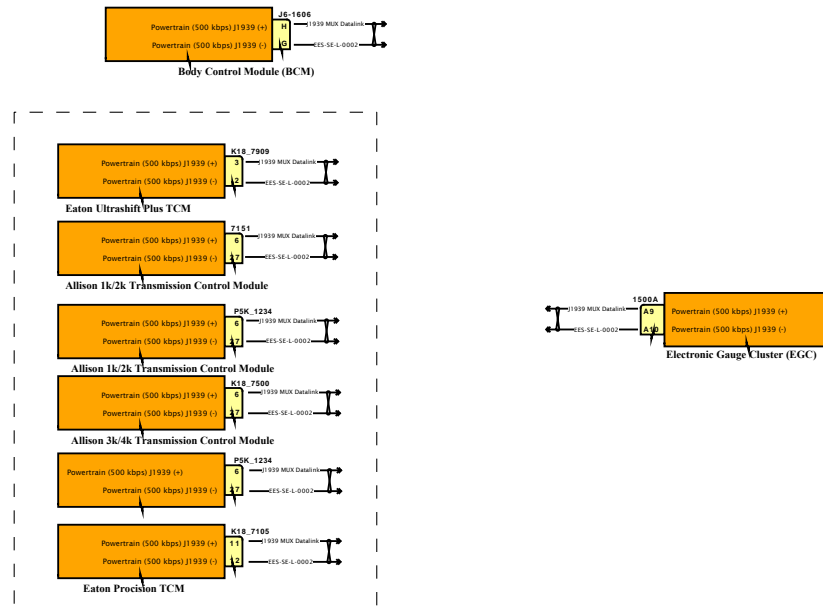 J6-1606
Powertrain (500 kbps) J1939 (+) H J1939 MUX Datalink
Powertrain (500 kbps) J1939 (-) G EES-SE-L-0002
Body Control Module (BCM)
K18_7909
Powertrain (500 kbps) J1939 (+) 3 J1939 MUX Datalink
Powertrain (500 kbps) J1939 (-) 2 EES-SE-L-0002
Eaton Ultrashift Plus TCM
7151
Powertrain (500 kbps) J1939 (+) 6 J1939 MUX Datalink
Powertrain (500 kbps) J1939 (-) 27 EES-SE-L-0002
Allison 1k/2k Transmission Control Module
1500A
J1939 MUX Datalink A9 Powertrain (500 kbps) J1939 (+)
EES-SE-L-0002 A10 Powertrain (500 kbps) J1939 (-)
Electronic Gauge Cluster (EGC)
P5K_1234
Powertrain (500 kbps) J1939 (+) 6 J1939 MUX Datalink
Powertrain (500 kbps) J1939 (-) 27 EES-SE-L-0002
Allison 1k/2k Transmission Control Module
K18_7500
Powertrain (500 kbps) J1939 (+) 6 J1939 MUX Datalink
Powertrain (500 kbps) J1939 (-) 27 EES-SE-L-0002
Allison 3k/4k Transmission Control Module
P5K_1234
Powertrain (500 kbps) J1939 (+) 6 J1939 MUX Datalink
Powertrain (500 kbps) J1939 (-) 27 EES-SE-L-0002
K18_7105
Powertrain (500 kbps) J1939 (+) 11 J1939 MUX Datalink
Powertrain (500 kbps) J1939 (-) 12 EES-SE-L-0002
Eaton Procision TCM